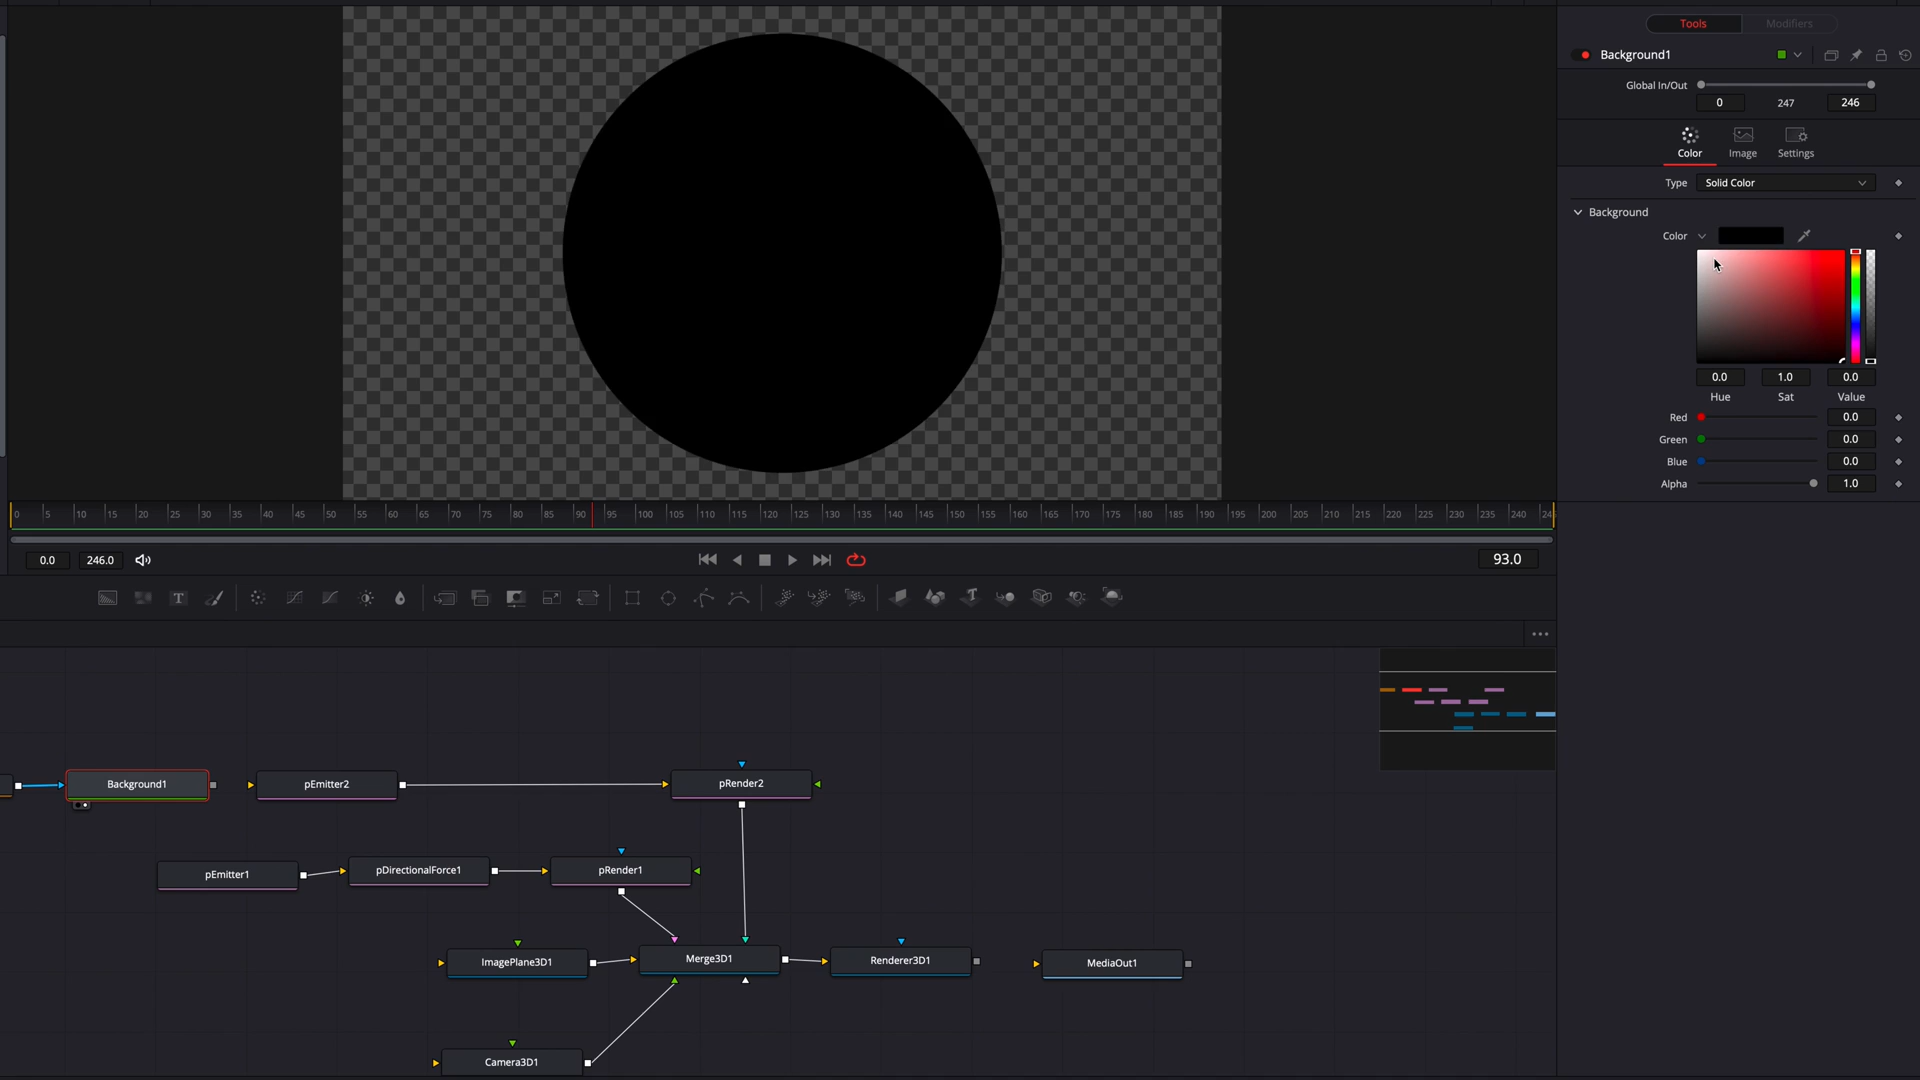 Tools
Modifiers
Background1
Global In/Out
0
247
246
Color
Image
Settings
Type
Solid Color
Background
Color
0.0
1.0
0.0
Hue
Sat
Value
Red
0.0
Green
0.0
Blue
0.0
Alpha
1.0
0 5 10 15 20 25 30 35 40 45 50 55 60 65 70 75 80 85 90 95 100 105 110 115 120 125 130 135 140 145 150 155 160 165 170 175 180 185 190 195 200 205 210 215 220 225 230 235 240 24
0.0
246.0
93.0
T
T
Background1
pEmitter2
pRender2
pEmitter1
pDirectionalForce1
pRender1
ImagePlane3D1
Merge3D1
Renderer3D1
MediaOut1
Camera3D1